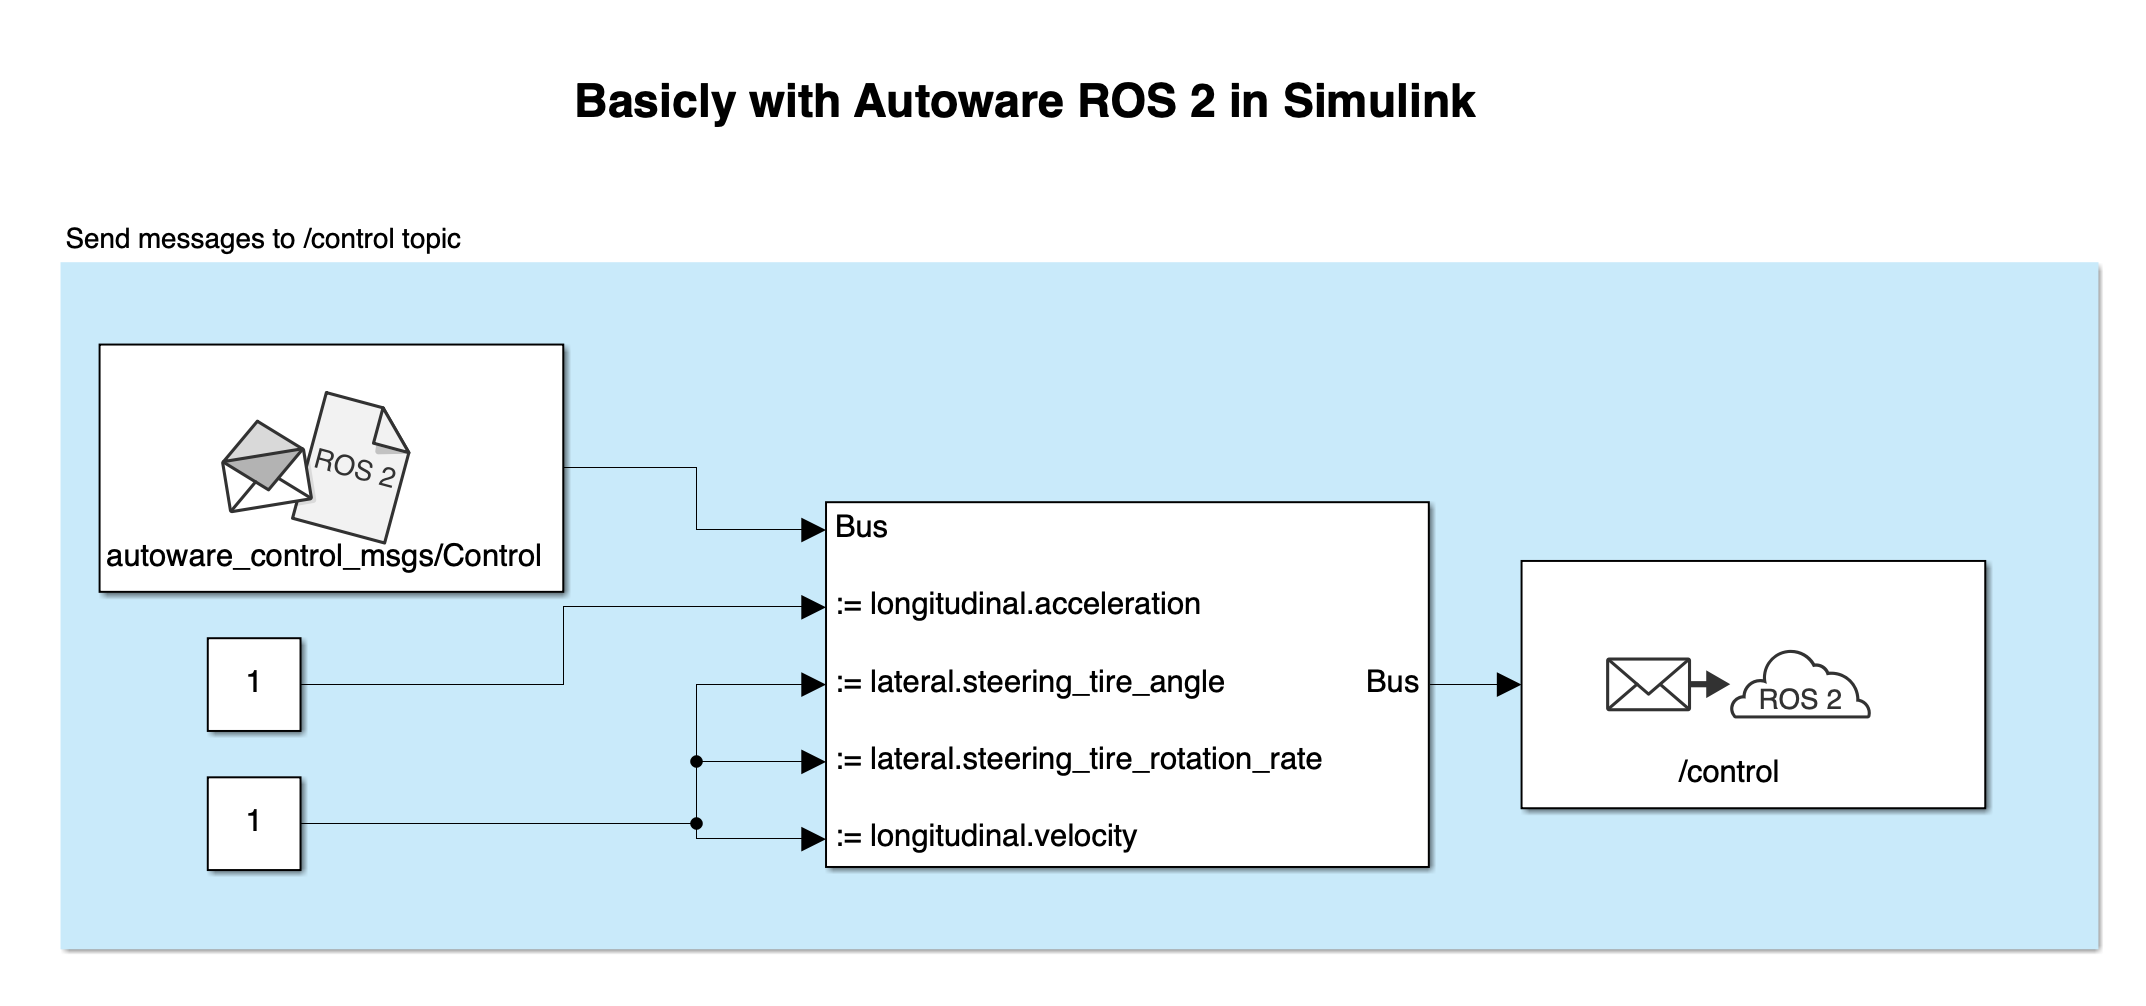 Basicly with Autoware ROS 2 in Simulink
Send messages to /control topic
ROS 2
autoware_control_msgs/Control
1
1
Bus
:= longitudinal.acceleration
:= lateral.steering_tire_angle
:= lateral.steering_tire_rotation_rate
:= longitudinal.velocity
Bus
ROS 2
/control